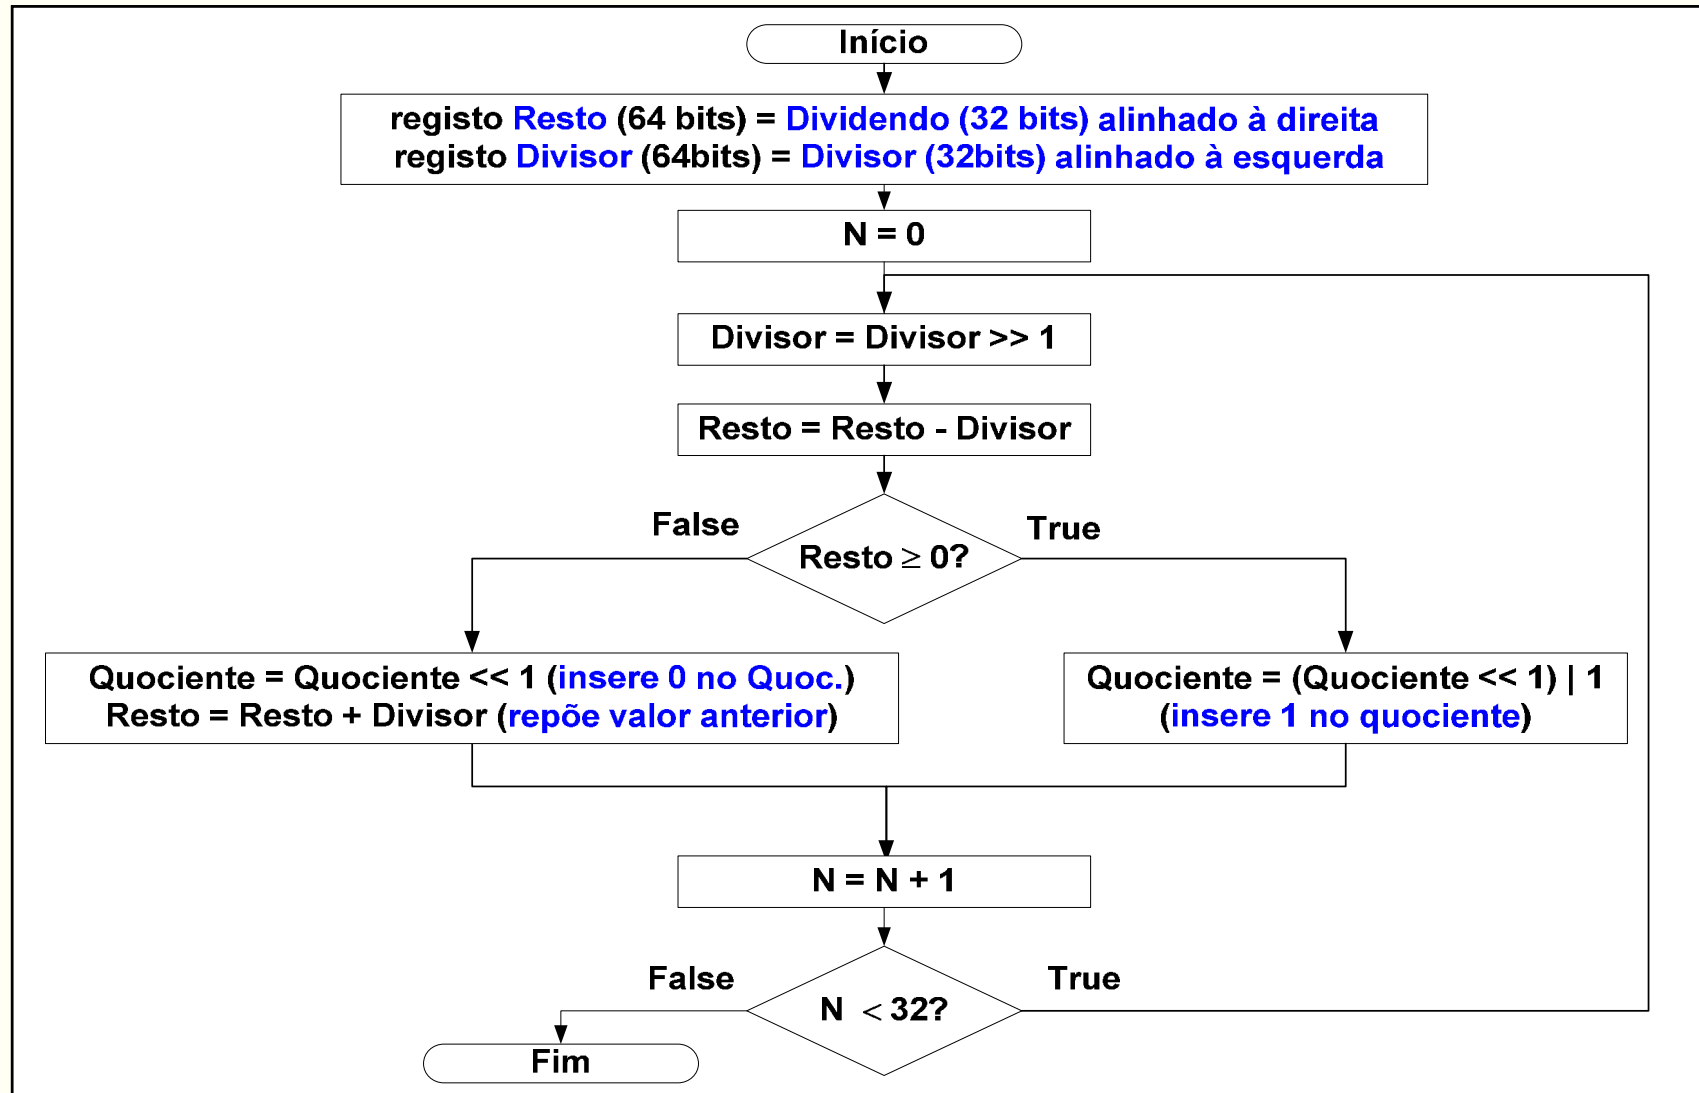 Início
registo Resto (64 bits) = Dividendo (32 bits) alinhado à direita
registo Divisor (64bits) = Divisor (32bits) alinhado à esquerda
N = 0
Divisor = Divisor >> 1
Resto = Resto - Divisor
False
True
Resto ≥ 0?
Quociente = Quociente << 1 (insere 0 no Quoc.)
Resto = Resto + Divisor (repõe valor anterior)
Quociente = (Quociente << 1) | 1
(insere 1 no quociente)
N = N + 1
False
True
N < 32?
Fim